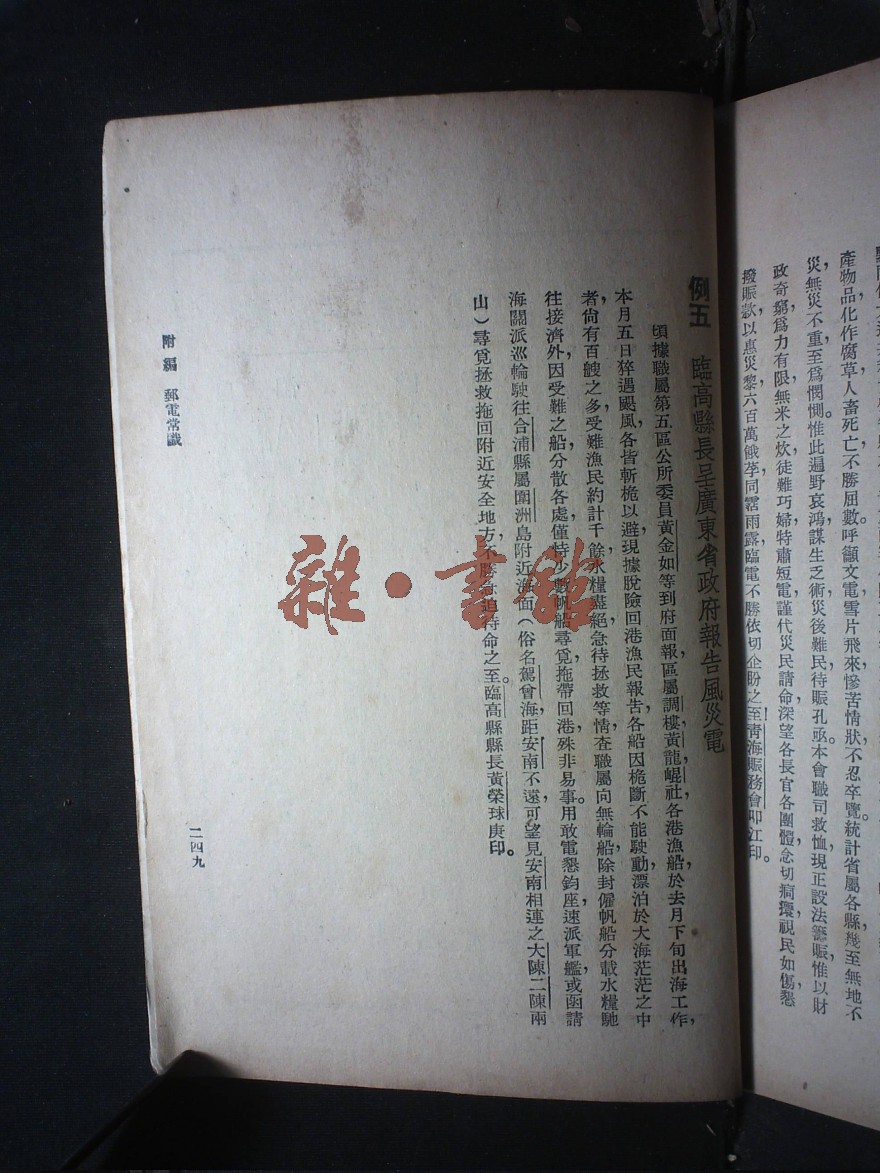 產物品化作腐草人畜死亡不勝屈數。呼籲文電雪片飛來慘苦情狀不忍卒覽。統計省屬各縣幾至無地不
災無災不重至爲憫惻。惟此遍野哀鴻謀生乏術災後難民待賑孔亟。本會職司救恤現正設法籌賑惟以財
政奇窮爲力有限無米之炊徒難巧婦特肅短電謹代災民請命深望各長官各團體念切痌瘝視民如傷懇
撥賑款以惠災黎六百萬餓莩同霑雨露臨電不勝依切企盼之至青海賑務會叩江印。
例五 臨高縣長呈廣東省政府報告風災電
頃據職屬第五區公所委員黃金如等到府面報區屬調樓黃龍崐社各港漁船於去月下旬出海工作,
本月五日猝遇颶風,各皆斬桅以避現據脫險回港漁民報告各船因桅斷不能駛動漂泊於大海茫茫之中
者尙有百艘之多受難漁民約計千餘水糧盡絕急待拯救等情查職屬向無輪船除封僱帆船分載水糧馳
往接濟外,因受難之船分散各處僅恃少數帆船尋覓拖帶回港殊非易事。用敢電懇鈞座速派軍艦或函請
海關派巡輪駛往合浦縣屬圍洲島附近海面(俗名駕曾海距安南不遠可望見安南相連之大陳二陳兩
山)尋覓拯救拖回附近安全地方,不勝急迫待命之至。臨高縣縣長黃榮球庚印。
附編 郵電常識
二四九
雜·書館